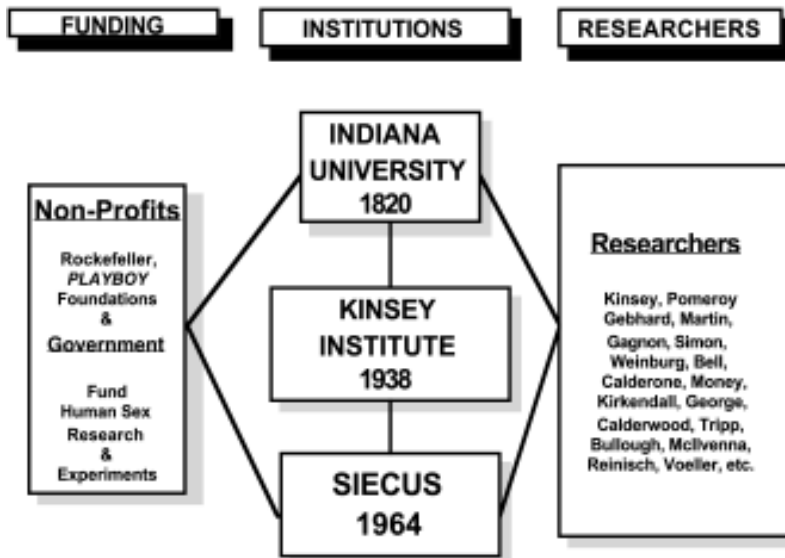 FUNDING
INSTITUTIONS
RESEARCHERS
Non-Profits
Rockefeller,
PLAYBOY
Foundations
&
Government
Fund
Human Sex
Research
&
Experiments
INDIANA
UNIVERSITY
1820
KINSEY
INSTITUTE
1938
SIECUS
1964
Researchers
Kinsey, Pomeroy
Gebhard, Martin,
Gagnon, Simon,
Weinburg, Bell,
Calderone, Money,
Kirkendall, George,
Calderwood, Tripp,
Bullough, McIlvenna,
Reinisch, Voeller, etc.